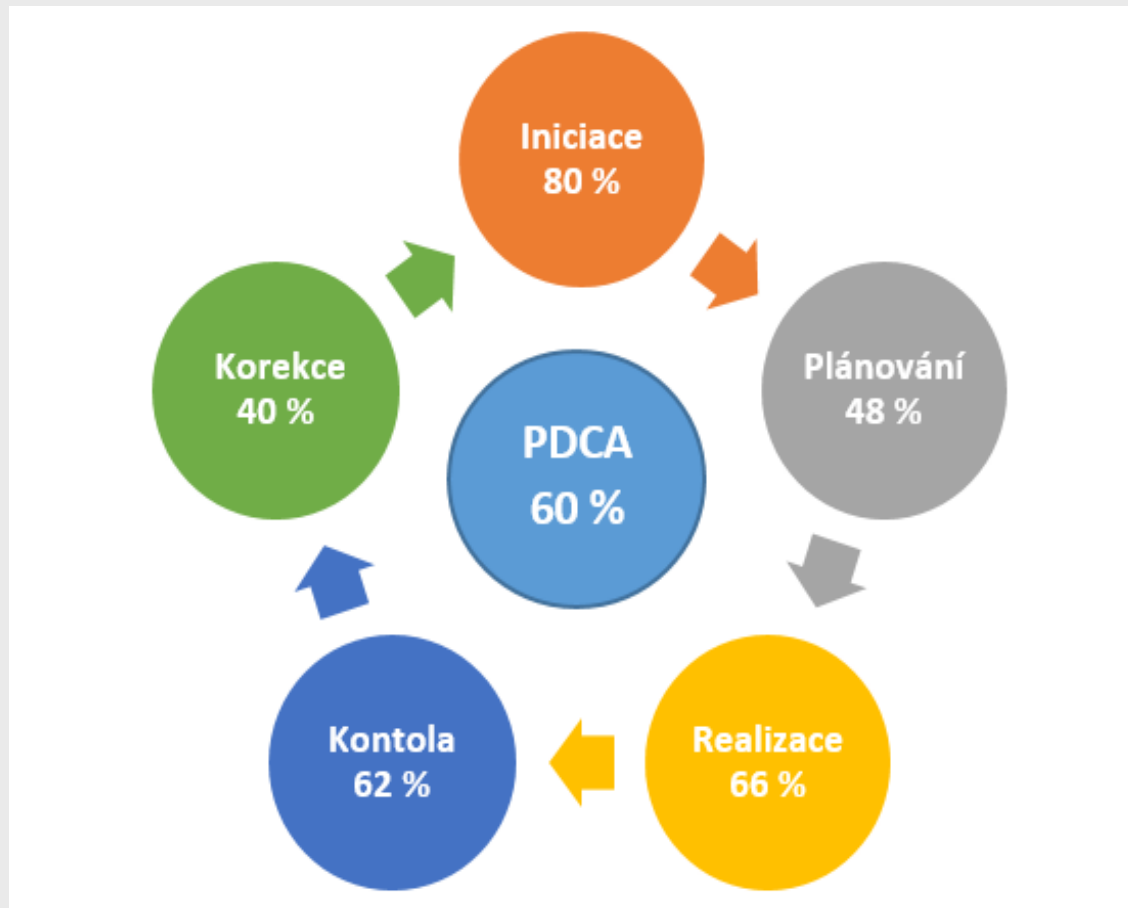 Iniciace
80 %
Plánování
48 %
Realizace
66 %
Kontola
62 %
Korekce
40 %
PDCA
60 %